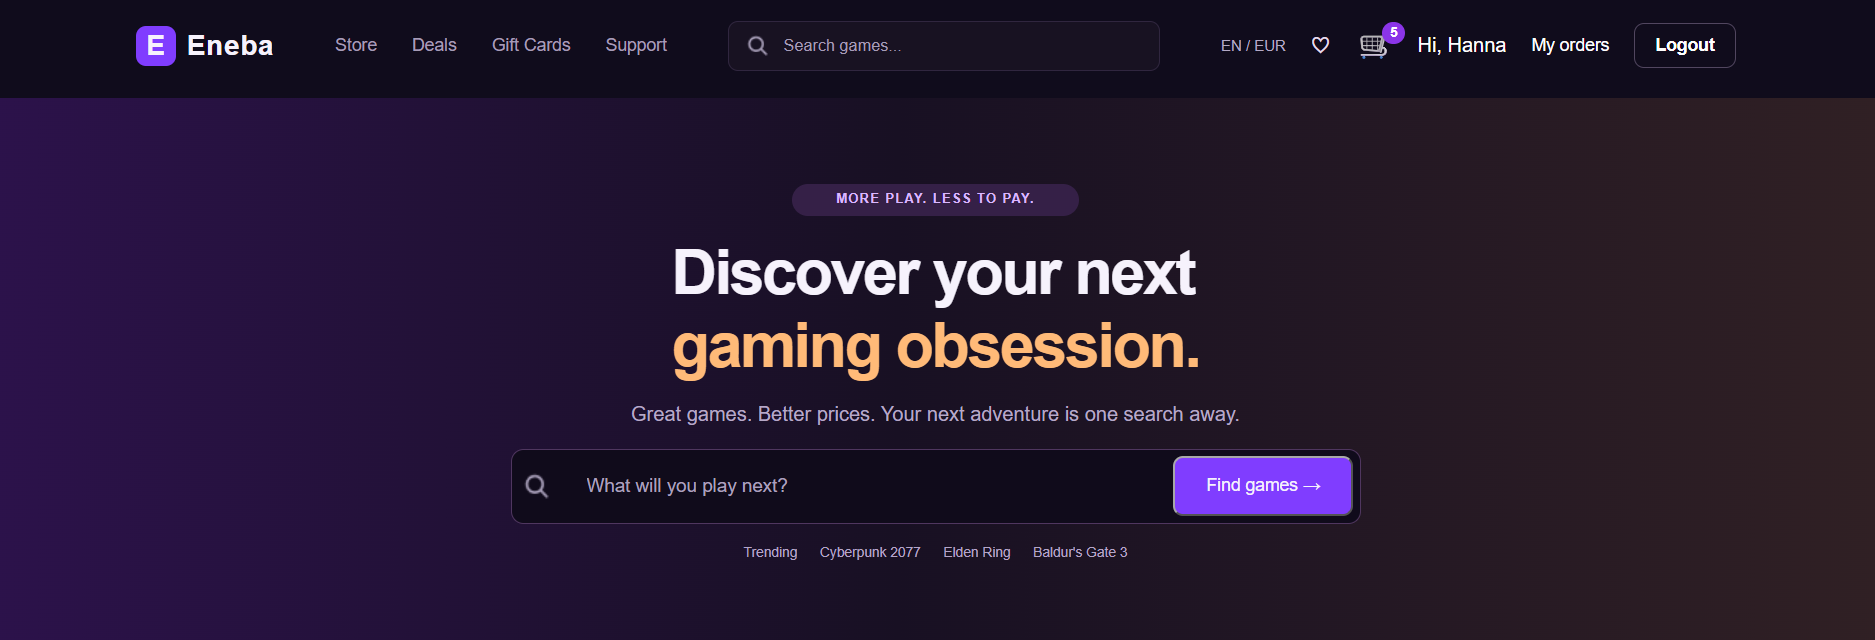 E Eneba
Store Deals Gift Cards Support
Search games...
EN / EUR
5
Hi, Hanna
My orders
Logout
MORE PLAY. LESS TO PAY.
Discover your next
gaming obsession.
Great games. Better prices. Your next adventure is one search away.
What will you play next?
Find games →
Trending Cyberpunk 2077 Elden Ring Baldur's Gate 3